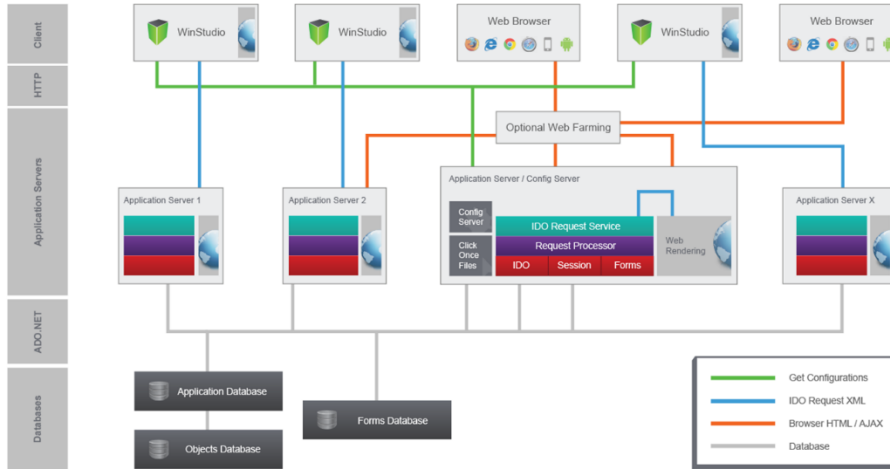 Client
WinStudio
WinStudio
Web Browser
WinStudio
Web Browser
HTTP
Application Servers
Optional Web Farming
Application Server 1
Application Server 2
Application Server / Config Server
Config
Server
Click
Once
Files
IDO Request Service
Request Processor
IDO
Session
Forms
Web
Rendering
Application Server X
ADO.NET
Databases
Application Database
Objects Database
Forms Database
Get Configurations
IDO Request XML
Browser HTML / AJAX
Database